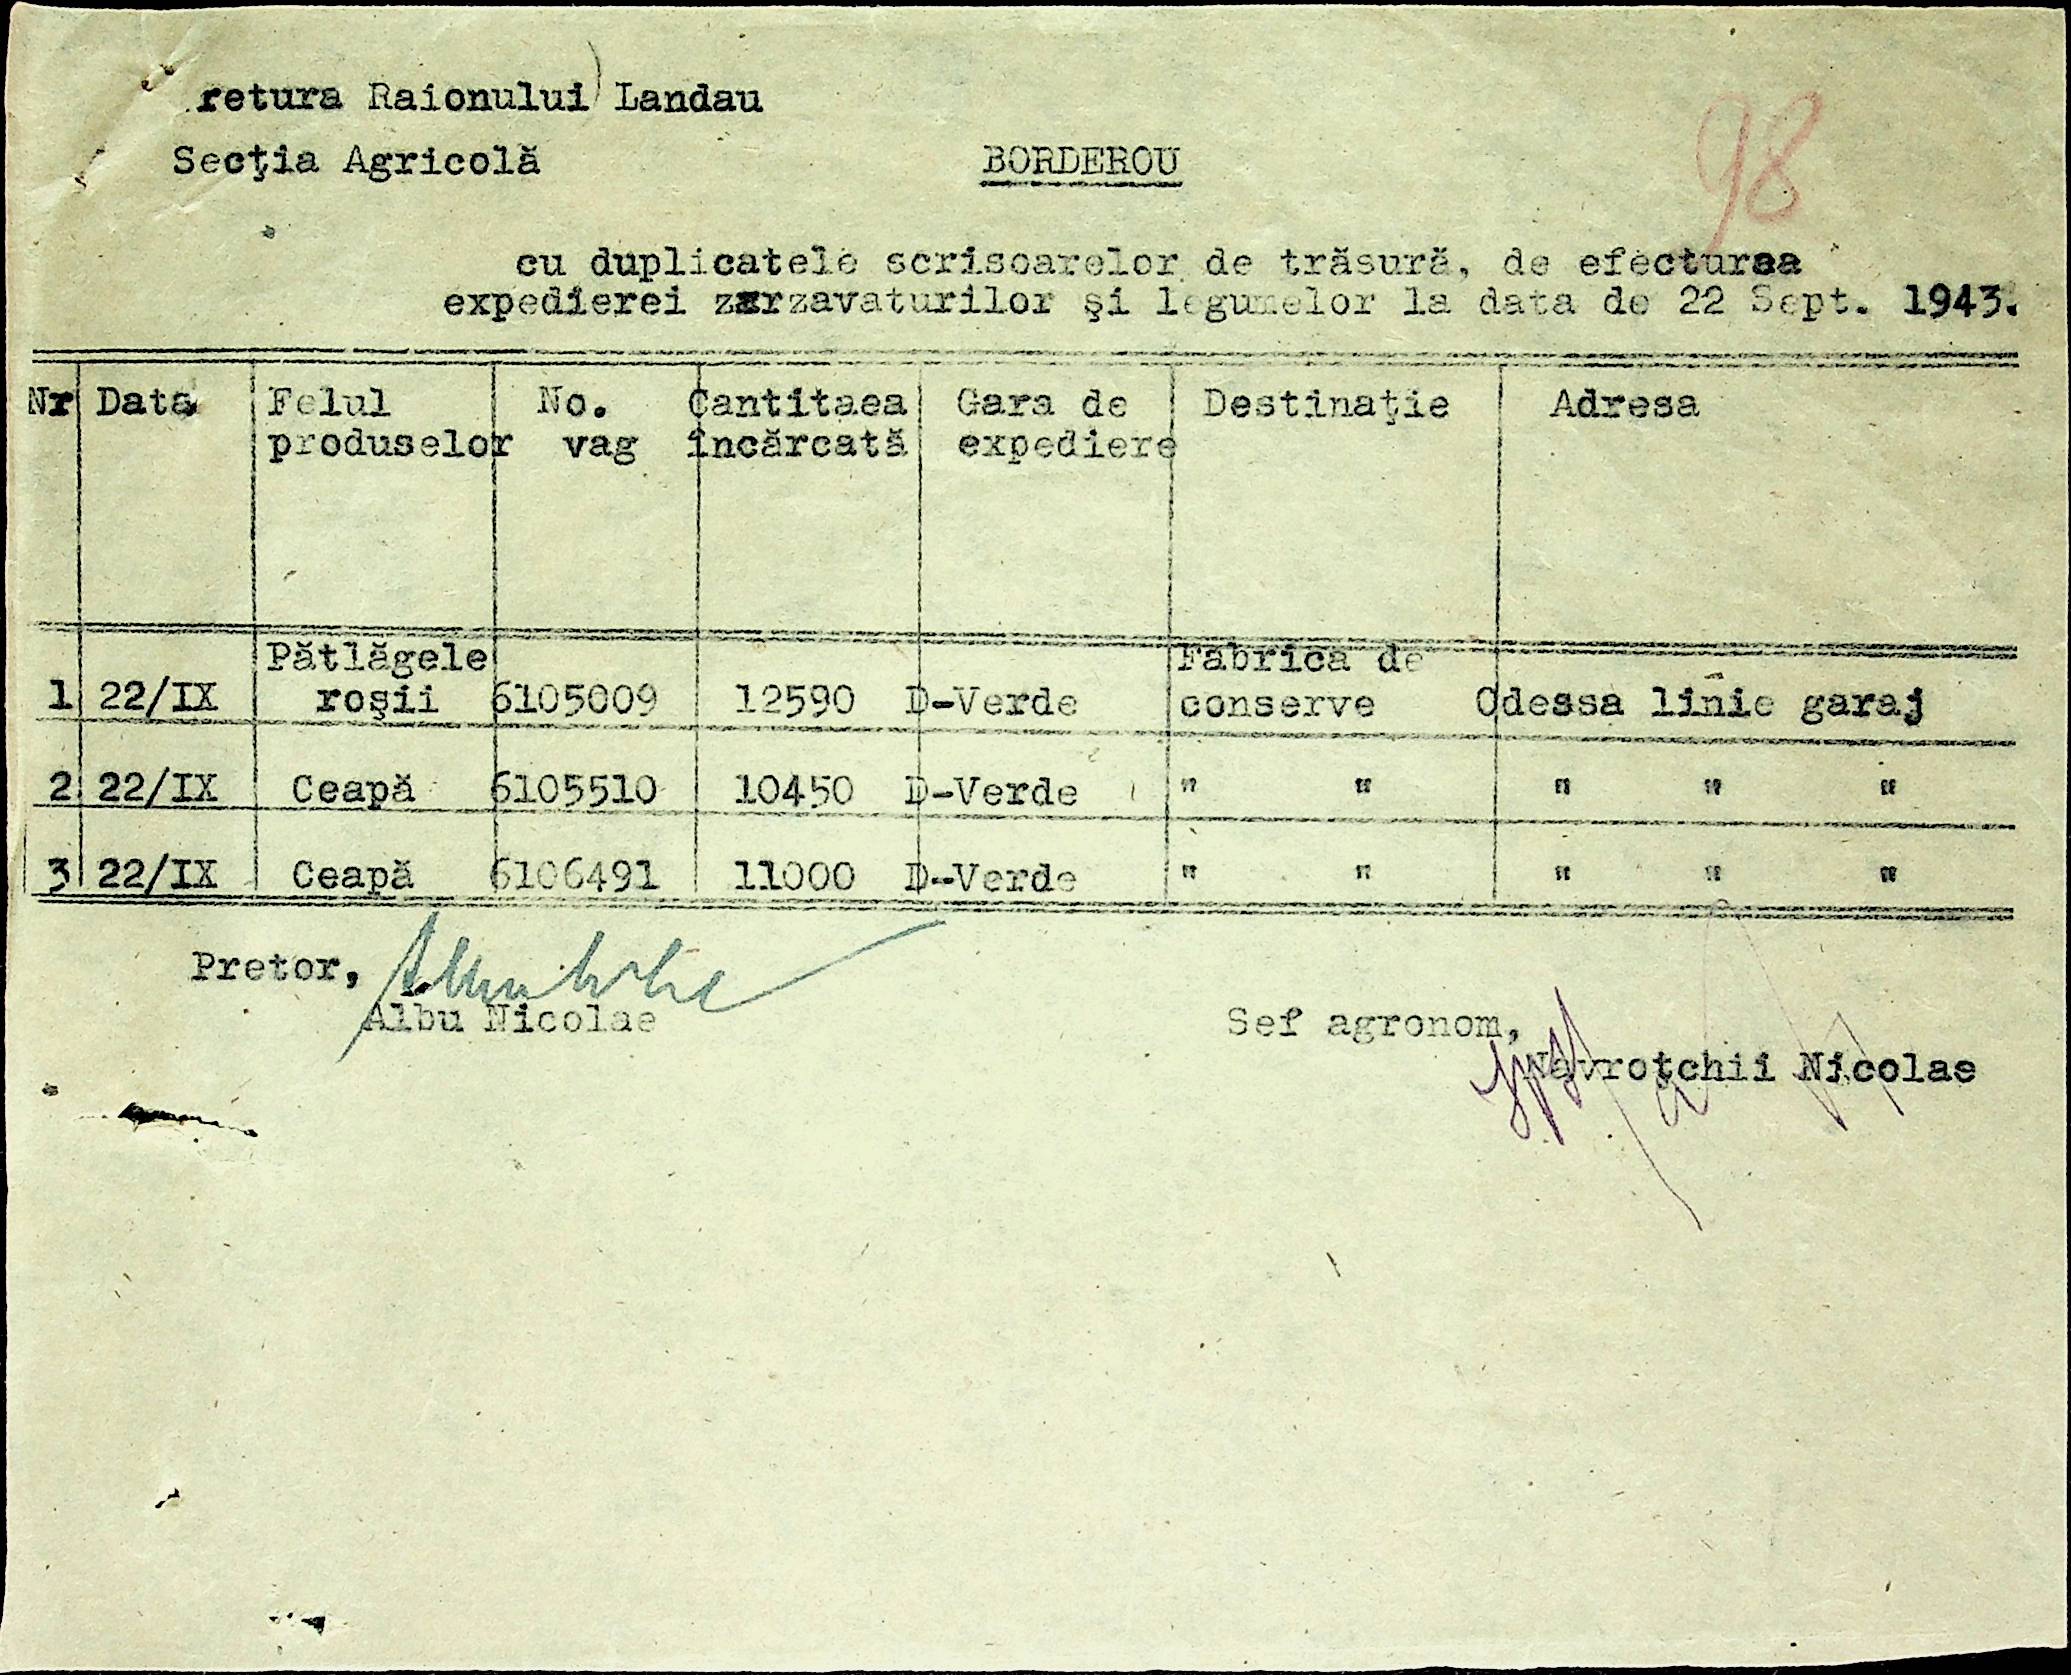 retura Raionului Landau
Secţia Agricolă
BORDEROU
98
cu duplicatele scrisoarelor de trăsură, de efecturaa
expedierei zarzavaturilor şi legumelor la data de 22 Sept. 1943.
Nr Data Felul produselor No. vag Cantitaea încărcată Gara de expediere Destinaţie Adresa
1 22/IX Pătlăgele roşii 6105009 12590 D-Verde Fabrica de conserve Odessa linie garaj
2 22/IX Ceapă 6105510 10450 D-Verde " " " " "
3 22/IX Ceapă 6106491 11000 D-Verde " " " " "
Pretor,
Albu Nicolae
Sef agronom,
Navroţchii Nicolae